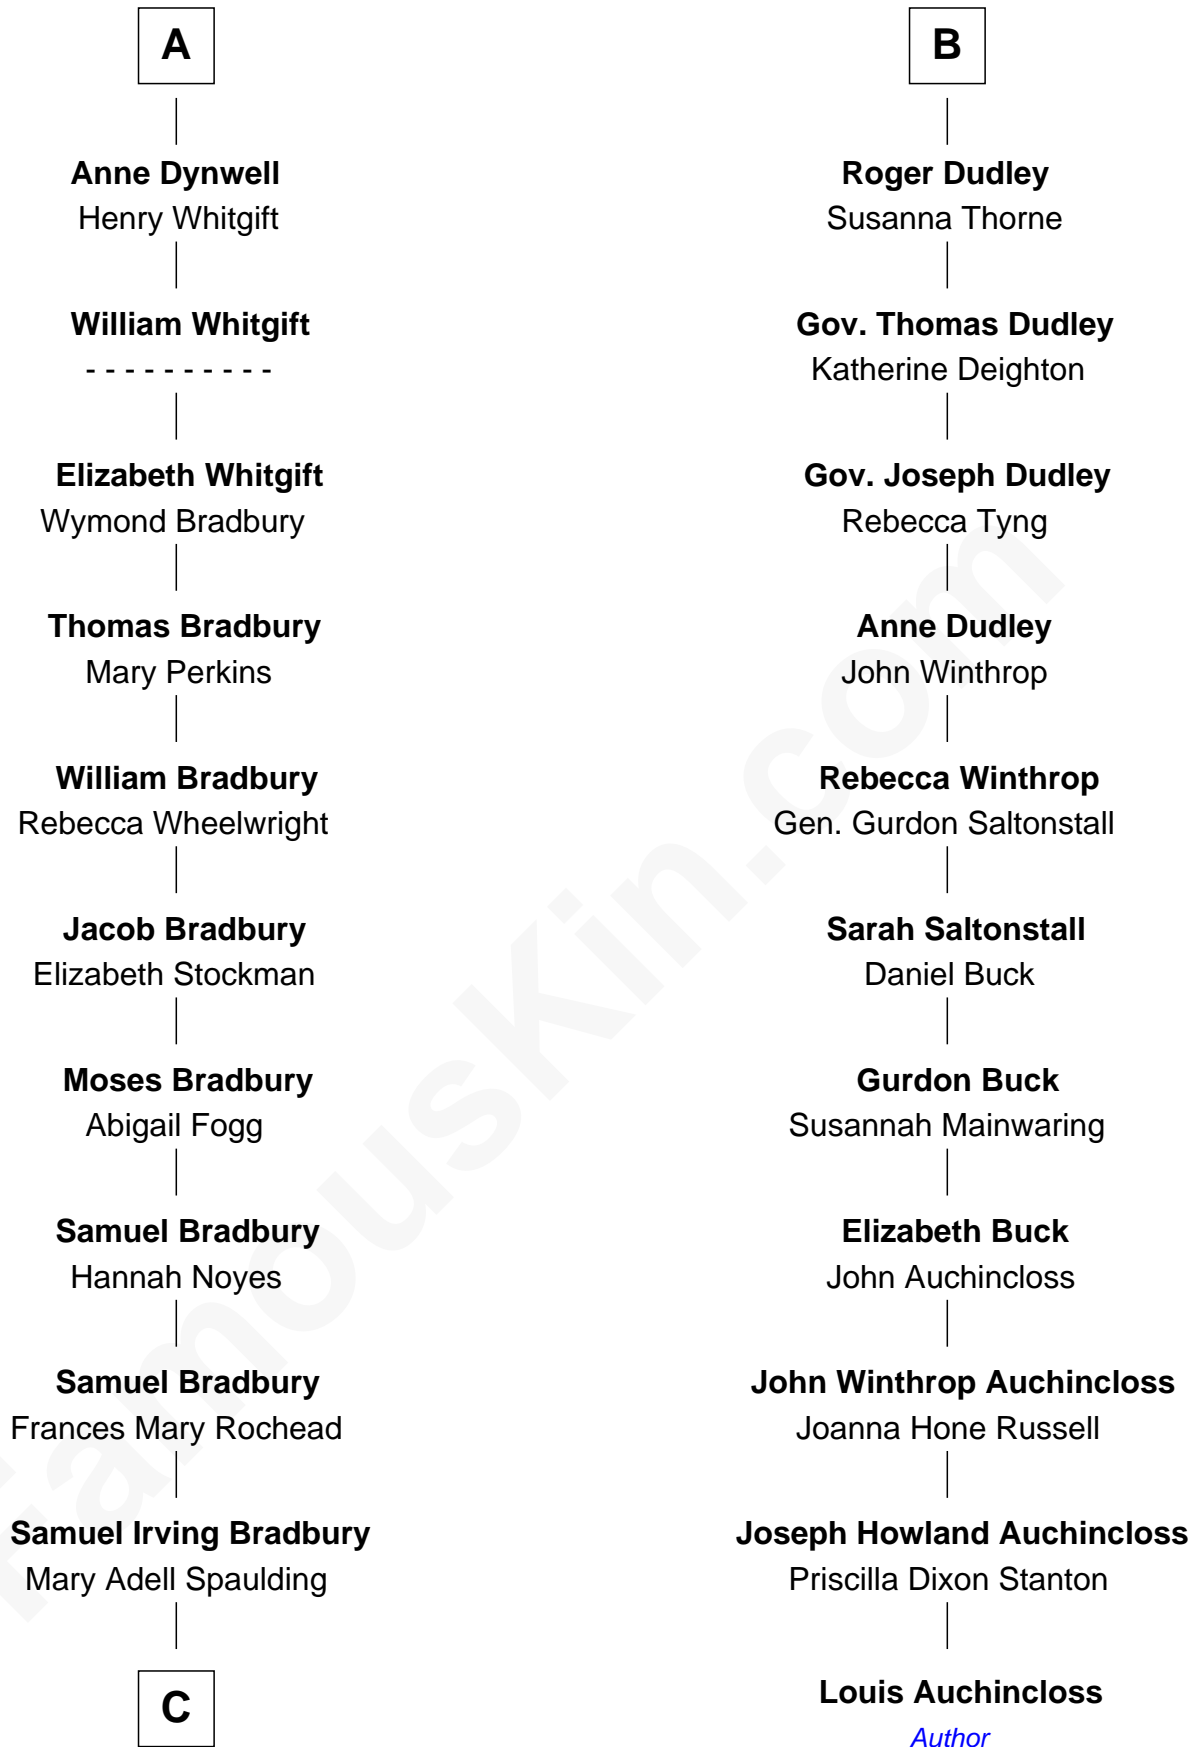 A
Anne Dynwell
Henry Whitgift
William Whitgift
- - - - - - - - - -
Elizabeth Whitgift
Wymond Bradbury
Thomas Bradbury
Mary Perkins
William Bradbury
Rebecca Wheelwright
Jacob Bradbury
Elizabeth Stockman
Moses Bradbury
Abigail Fogg
Samuel Bradbury
Hannah Noyes
Samuel Bradbury
Frances Mary Rochead
Samuel Irving Bradbury
Mary Adell Spaulding
C
B
Roger Dudley
Susanna Thorne
Gov. Thomas Dudley
Katherine Deighton
Gov. Joseph Dudley
Rebecca Tyng
Anne Dudley
John Winthrop
Rebecca Winthrop
Gen. Gurdon Saltonstall
Sarah Saltonstall
Daniel Buck
Gurdon Buck
Susannah Mainwaring
Elizabeth Buck
John Auchincloss
John Winthrop Auchincloss
Joanna Hone Russell
Joseph Howland Auchincloss
Priscilla Dixon Stanton
Louis Auchincloss
Author
FamousKin.com